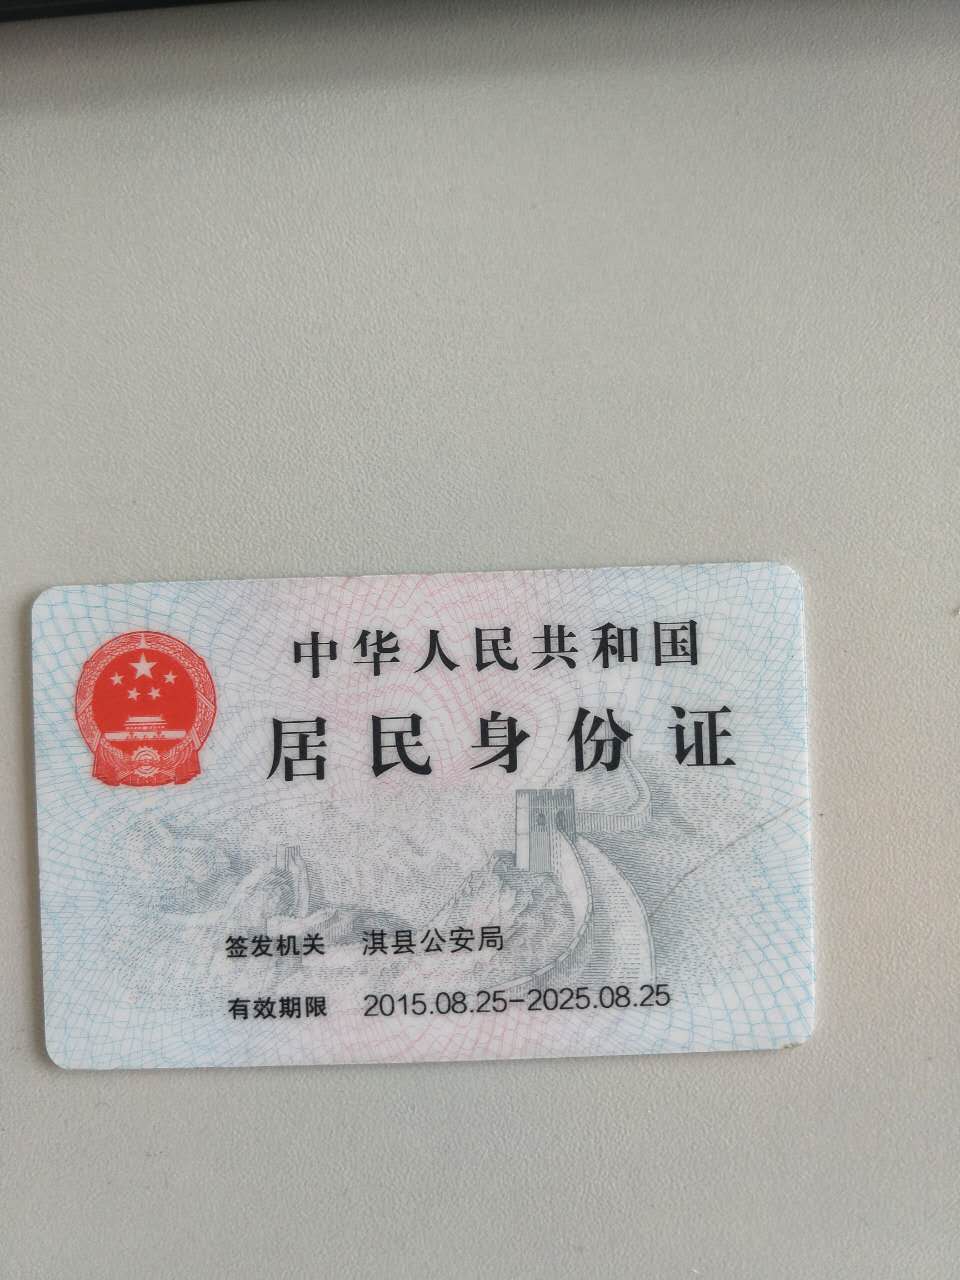 中华人民共和国
居民身份证
签发机关 淇县公安局
有效期限 2015.08.25-2025.08.25